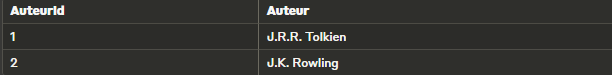 AuteurId Auteur
1 J.R.R. Tolkien
2 J.K. Rowling